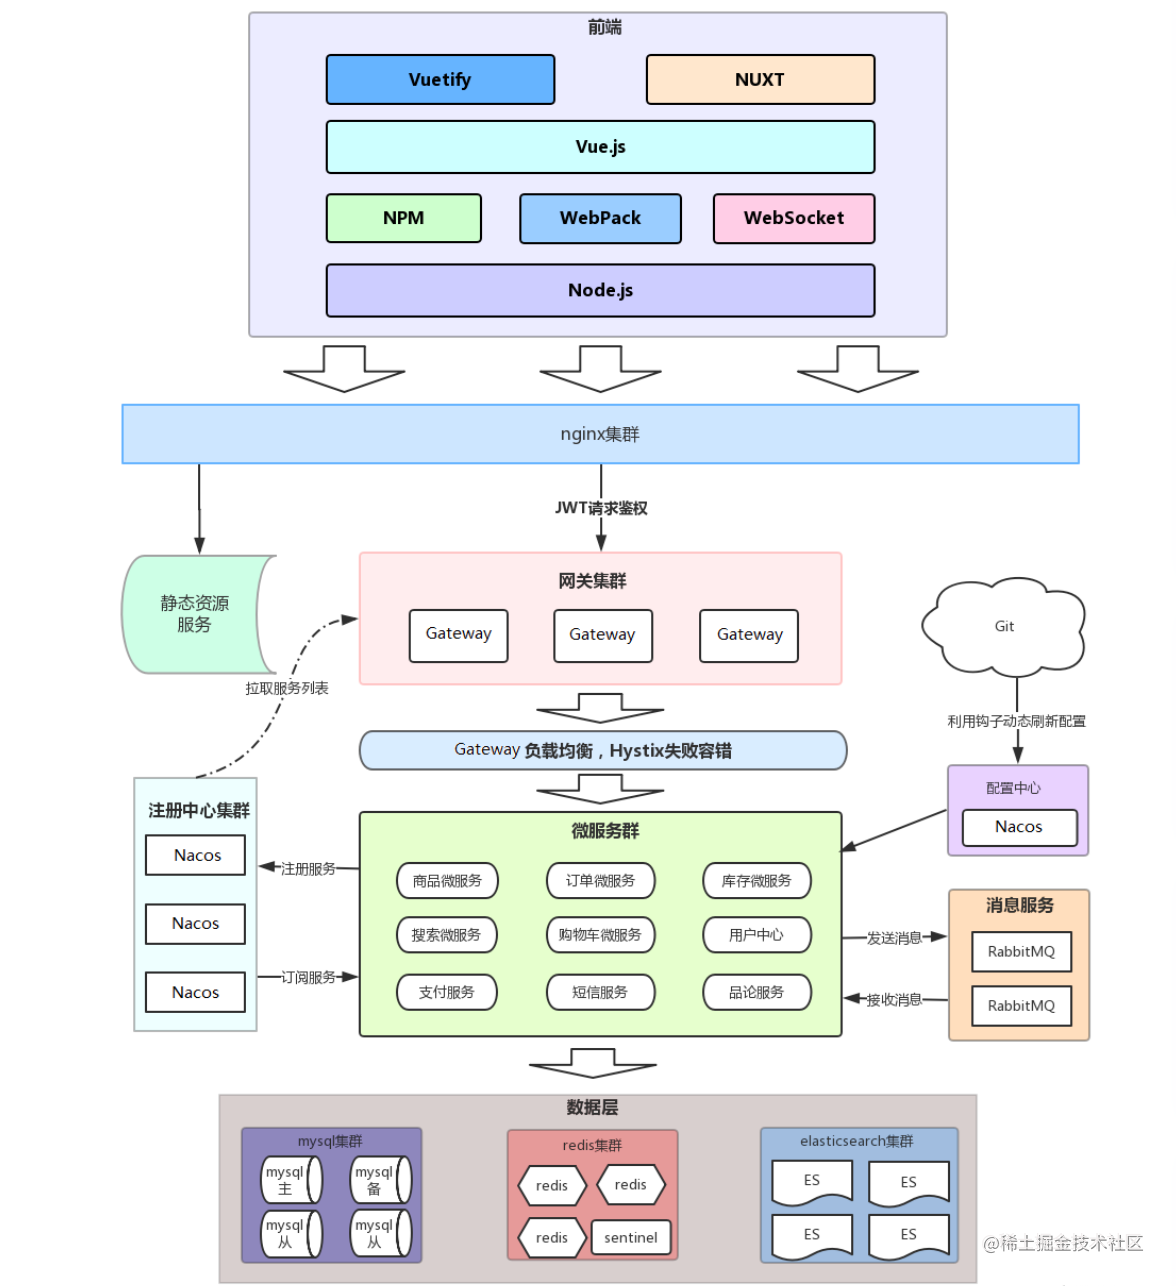 前端
Vuetify
NUXT
Vue.js
NPM
WebPack
WebSocket
Node.js
nginx集群
JWT请求鉴权
静态资源
服务
网关集群
Gateway
Gateway
Gateway
Git
拉取服务列表
利用钩子动态刷新配置
Gateway 负载均衡，Hystix失败容错
注册中心集群
Nacos
Nacos
Nacos
注册服务
订阅服务
微服务群
商品微服务
订单微服务
库存微服务
搜索微服务
购物车微服务
用户中心
支付服务
短信服务
品论服务
配置中心
Nacos
消息服务
RabbitMQ
RabbitMQ
发送消息
接收消息
数据层
mysql集群
mysql
主
mysql
备
mysql
从
mysql
从
redis集群
redis
redis
redis
sentinel
elasticsearch集群
ES
ES
ES
ES
@稀土掘金技术社区